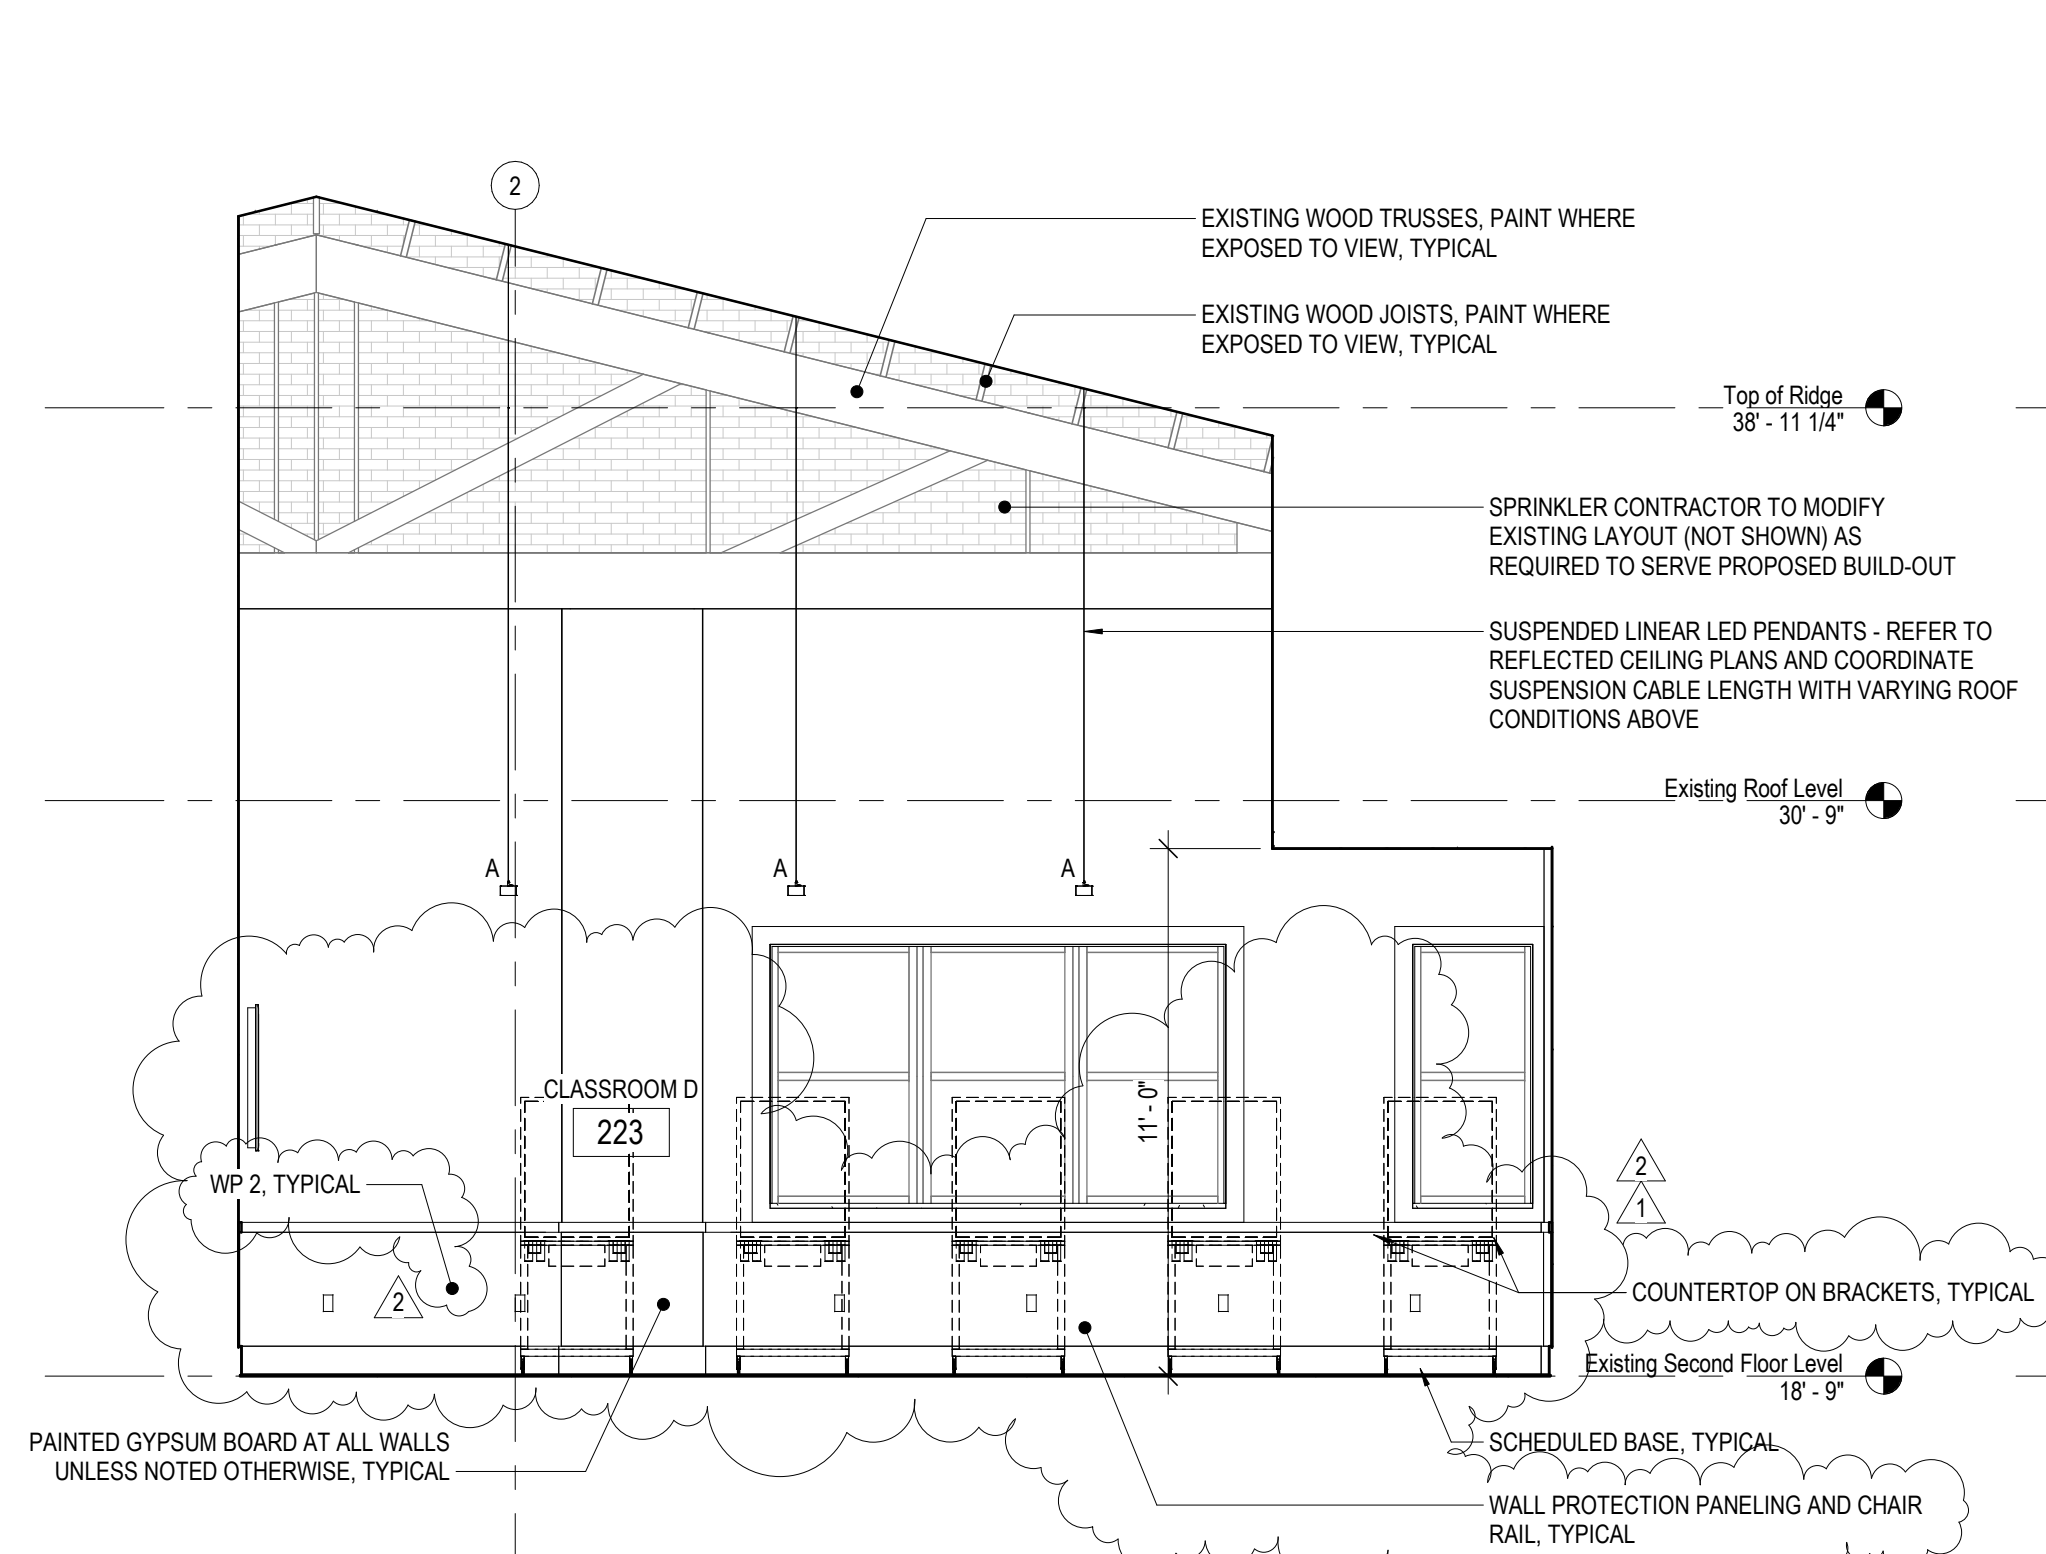 2
EXISTING WOOD TRUSSES, PAINT WHERE
EXPOSED TO VIEW, TYPICAL
EXISTING WOOD JOISTS, PAINT WHERE
EXPOSED TO VIEW, TYPICAL
Top of Ridge
38' - 11 1/4"
SPRINKLER CONTRACTOR TO MODIFY
EXISTING LAYOUT (NOT SHOWN) AS
REQUIRED TO SERVE PROPOSED BUILD-OUT
SUSPENDED LINEAR LED PENDANTS - REFER TO
REFLECTED CEILING PLANS AND COORDINATE
SUSPENSION CABLE LENGTH WITH VARYING ROOF
CONDITIONS ABOVE
Existing Roof Level
30' - 9"
A
A
A
CLASSROOM D
223
11' - 0"
WP 2, TYPICAL
2
1
2
COUNTERTOP ON BRACKETS, TYPICAL
Existing Second Floor Level
18' - 9"
PAINTED GYPSUM BOARD AT ALL WALLS
UNLESS NOTED OTHERWISE, TYPICAL
SCHEDULED BASE, TYPICAL
WALL PROTECTION PANELING AND CHAIR
RAIL, TYPICAL